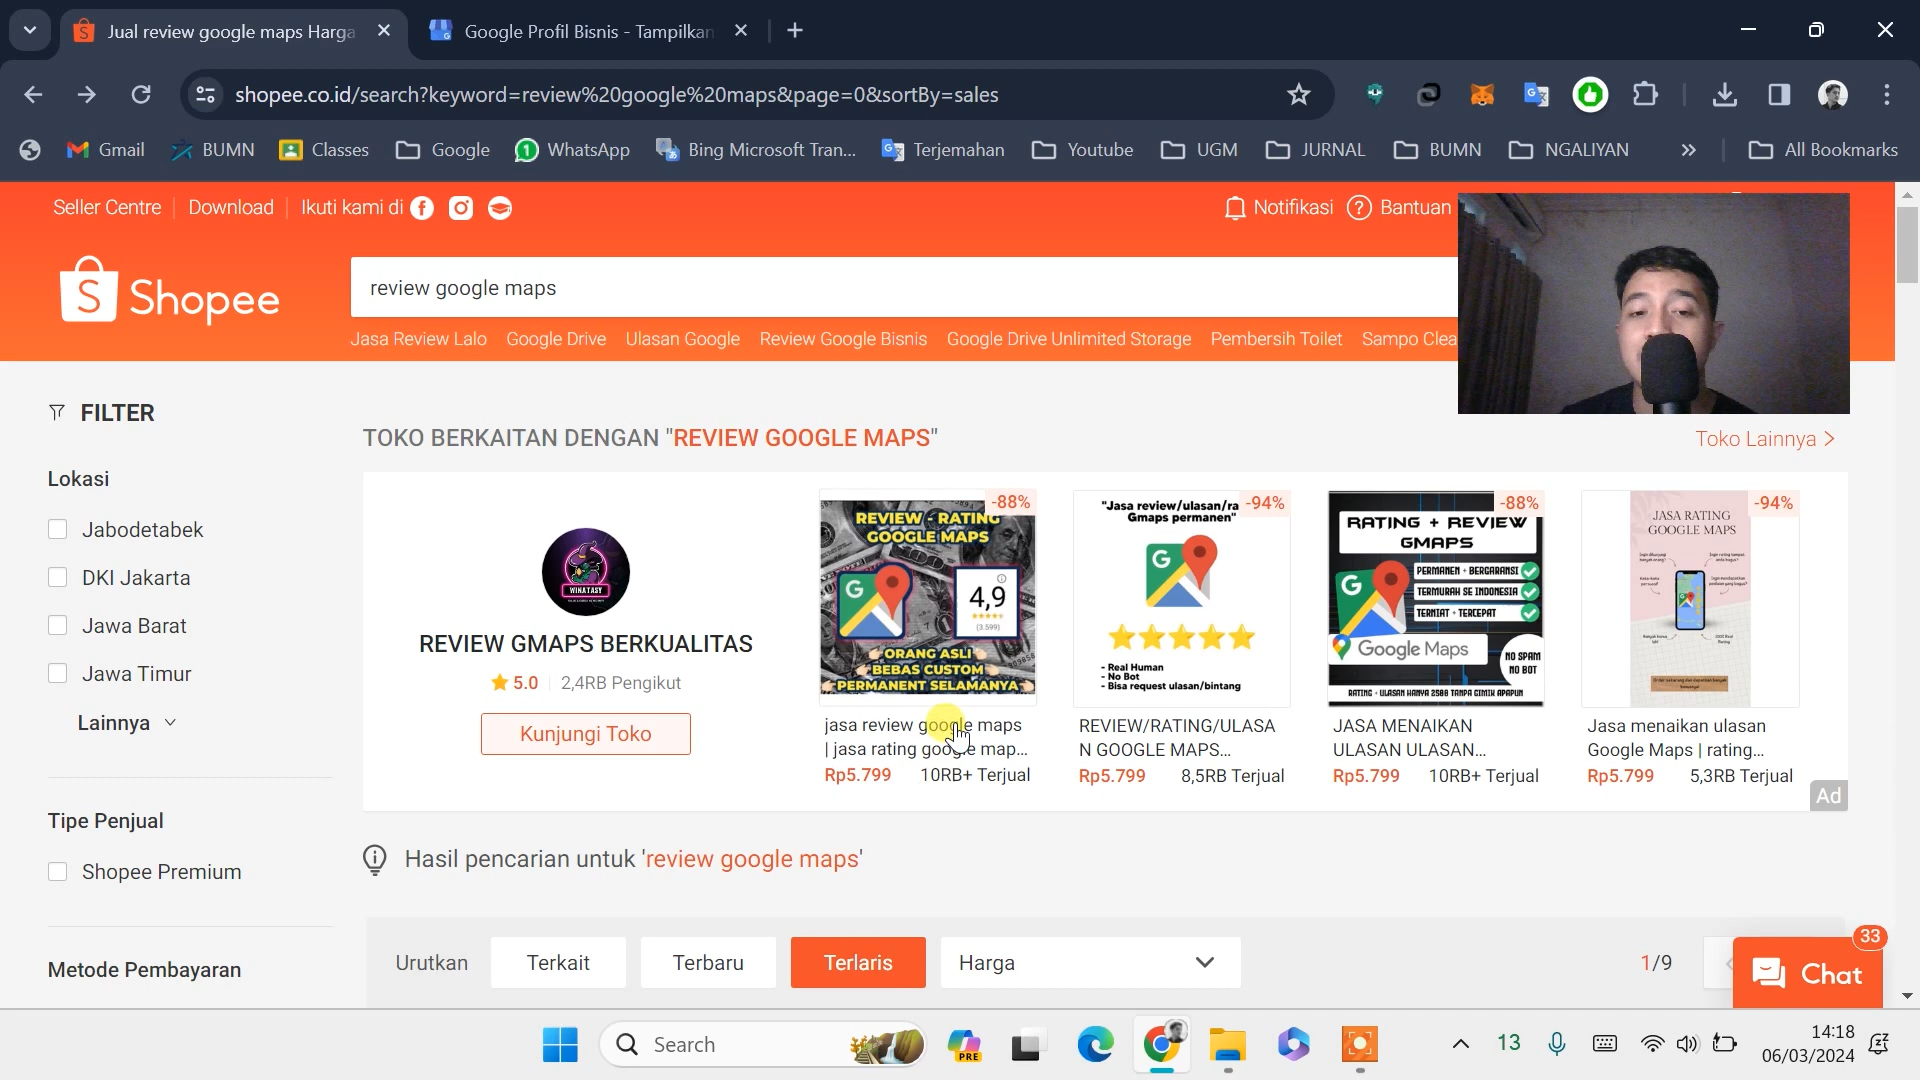 Jual review google maps Harga
Google Profil Bisnis - Tampilkan
shopee.co.id/search?keyword=review%20google%20maps&page=0&sortBy=sales
Gmail
BUMN
Classes
Google
WhatsApp
Bing Microsoft Tran...
Terjemahan
Youtube
UGM
JURNAL
BUMN
NGALIYAN
All Bookmarks
Seller Centre
Download
Ikuti kami di
Notifikasi
Bantuan
Shopee
review google maps
Jasa Review Lalo
Google Drive
Ulasan Google
Review Google Bisnis
Google Drive Unlimited Storage
Pembersih Toilet
Sampo Clea
FILTER
Lokasi
Jabodetabek
DKI Jakarta
Jawa Barat
Jawa Timur
Lainnya
Tipe Penjual
Shopee Premium
Metode Pembayaran
TOKO BERKAITAN DENGAN "REVIEW GOOGLE MAPS"
Toko Lainnya >
WINATASY
REVIEW GMAPS BERKUALITAS
5.0
2,4RB Pengikut
Kunjungi Toko
-88%
REVIEW - RATING
GOOGLE MAPS
4,9
(3.599)
ORANG ASLI
BEBAS CUSTOM
PERMANENT SELAMANYA
jasa review google maps
| jasa rating google map...
Rp5.799 10RB+ Terjual
-94%
"Jasa review/ulasan/ra
Gmaps permanen"
- Real Human
- No Bot
- Bisa request ulasan/bintang
REVIEW/RATING/ULASA
N GOOGLE MAPS...
Rp5.799 8,5RB Terjual
-88%
RATING + REVIEW
GMAPS
PERMANEN + BERGARANSI
TERMURAH SE INDONESIA
TERNIAT + TERCEPAT
Google Maps
NO SPAM
NO BOT
RATING + ULASAN HANYA 2500 TANPA GIMIK APAPUN
JASA MENAIKAN
ULASAN ULASAN...
Rp5.799 10RB+ Terjual
-94%
JASA RATING
GOOGLE MAPS
Jasa menaikan ulasan
Google Maps | rating...
Rp5.799 5,3RB Terjual
Ad
Hasil pencarian untuk 'review google maps'
Urutkan
Terkait
Terbaru
Terlaris
Harga
1/9
33
Chat
Search
PRE
13
14:18
06/03/2024